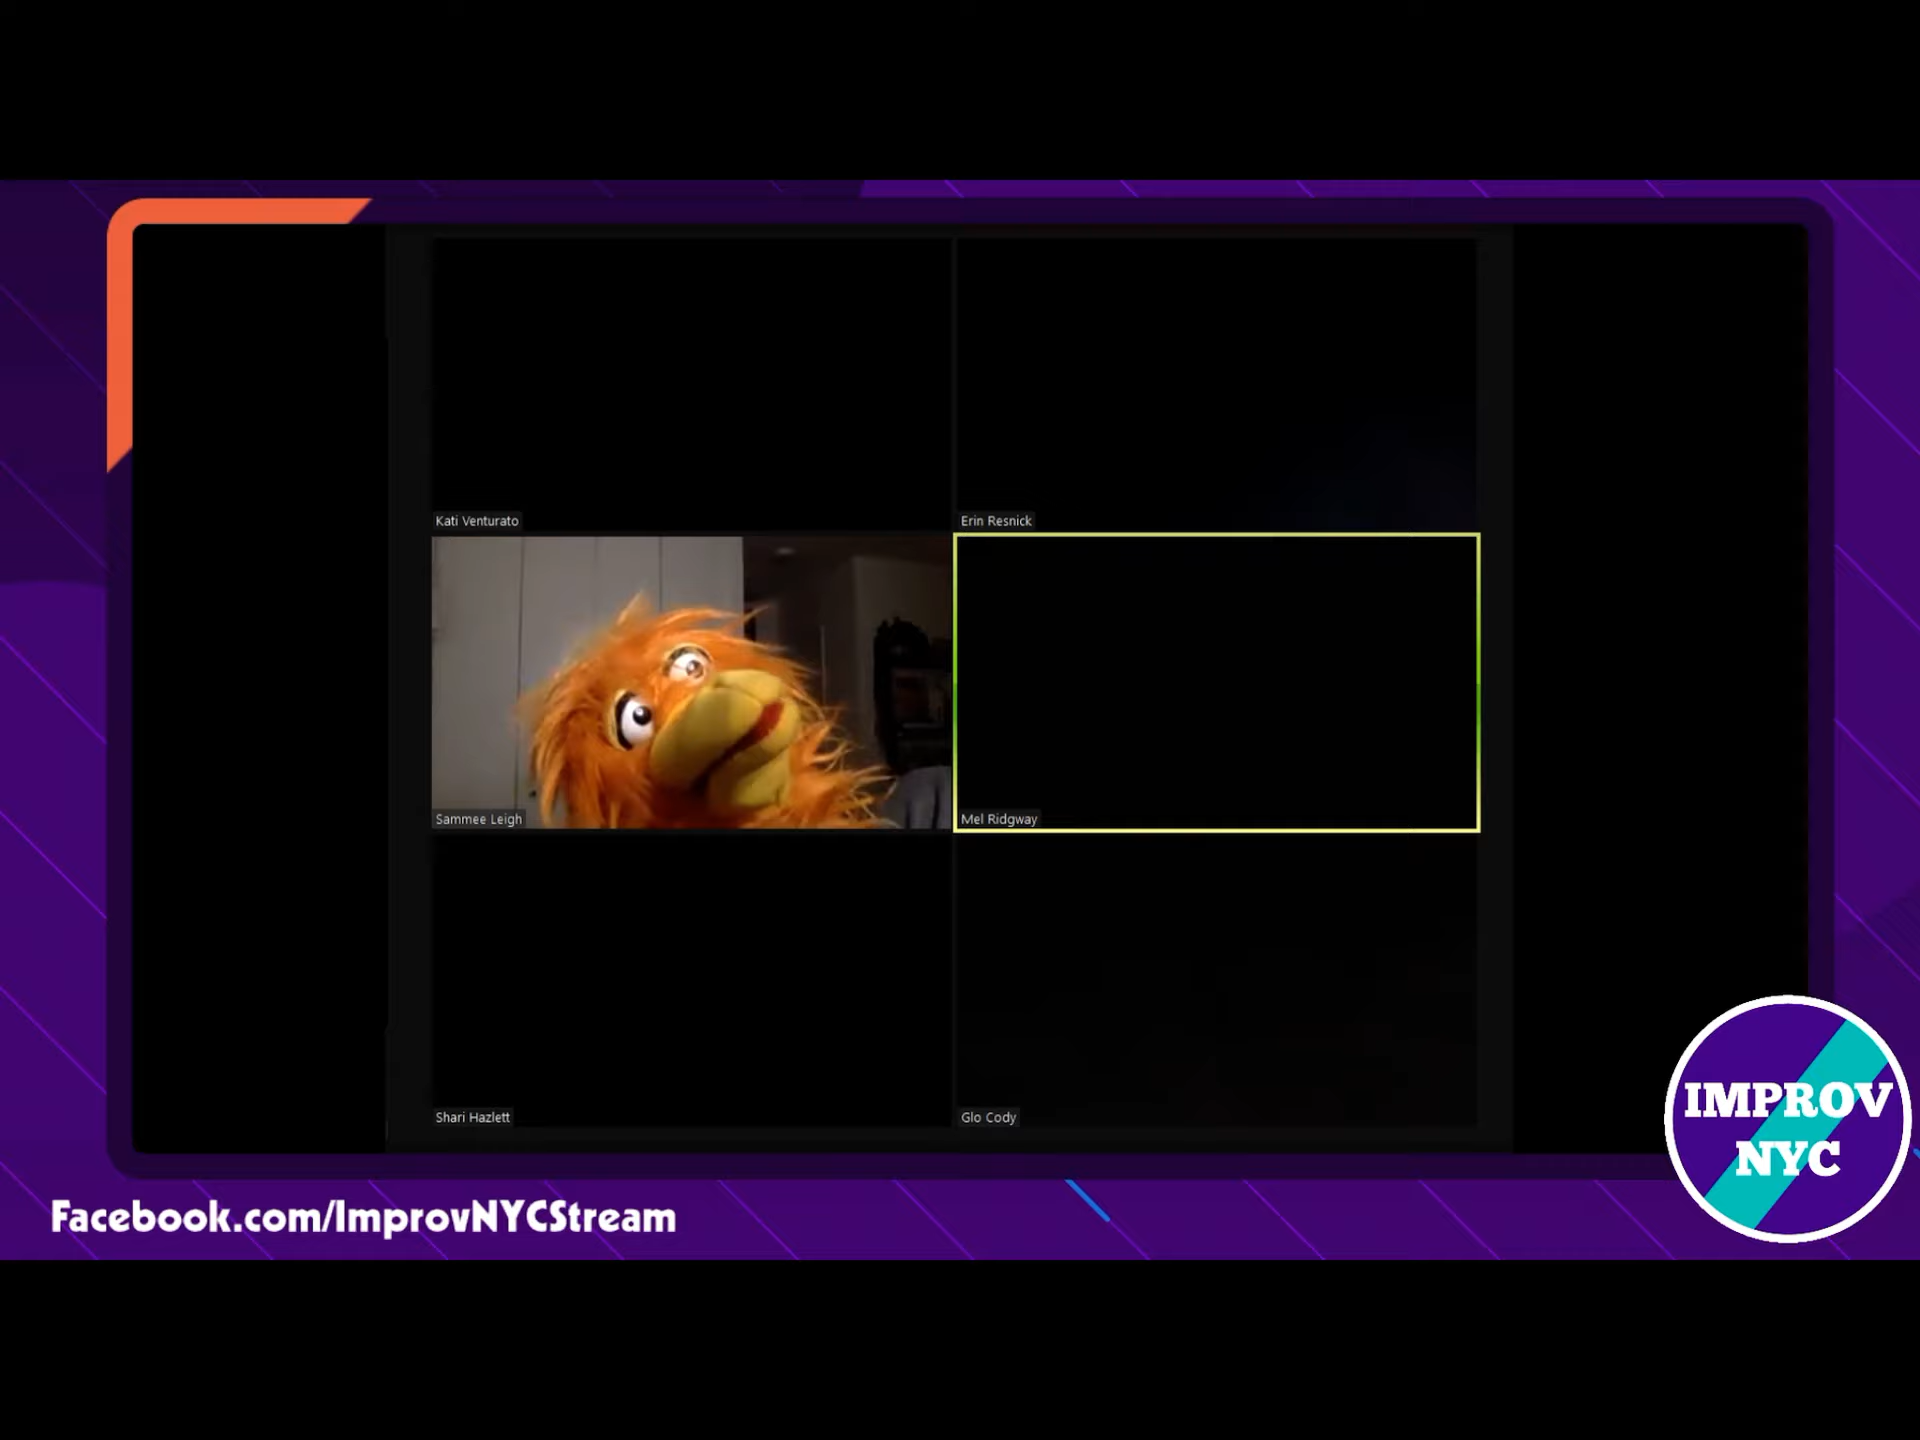 Kati Venturato
Erin Resnick
Sammee Leigh
Mel Ridgway
Shari Hazlett
Glo Cody
IMPROV
NYC
Facebook.com/ImprovNYCStream